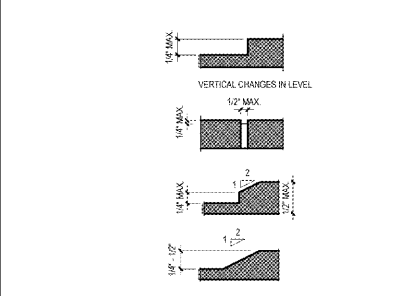 1/4" MAX.
VERTICAL CHANGES IN LEVEL
1/2" MAX.
1/4" MAX.
2
1
1/4" MAX.
1/2" MAX.
2
1
1/4" - 1/2"